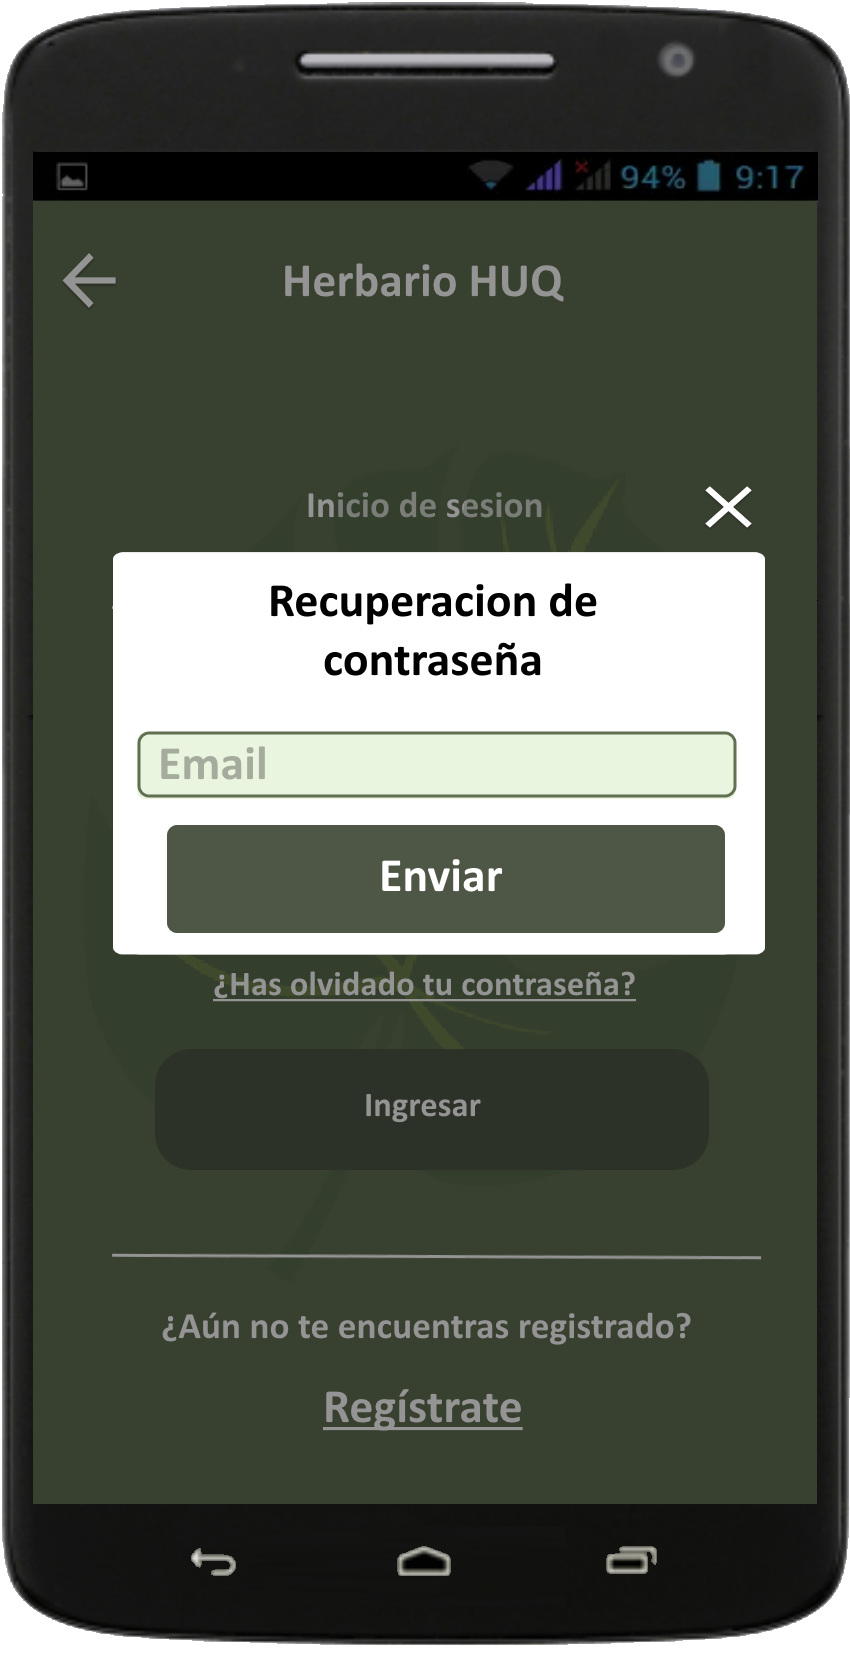 94% 9:17
Herbario HUQ
Inicio de sesion
Recuperacion de
contraseña
Email
Enviar
¿Has olvidado tu contraseña?
Ingresar
¿Aún no te encuentras registrado?
Regístrate